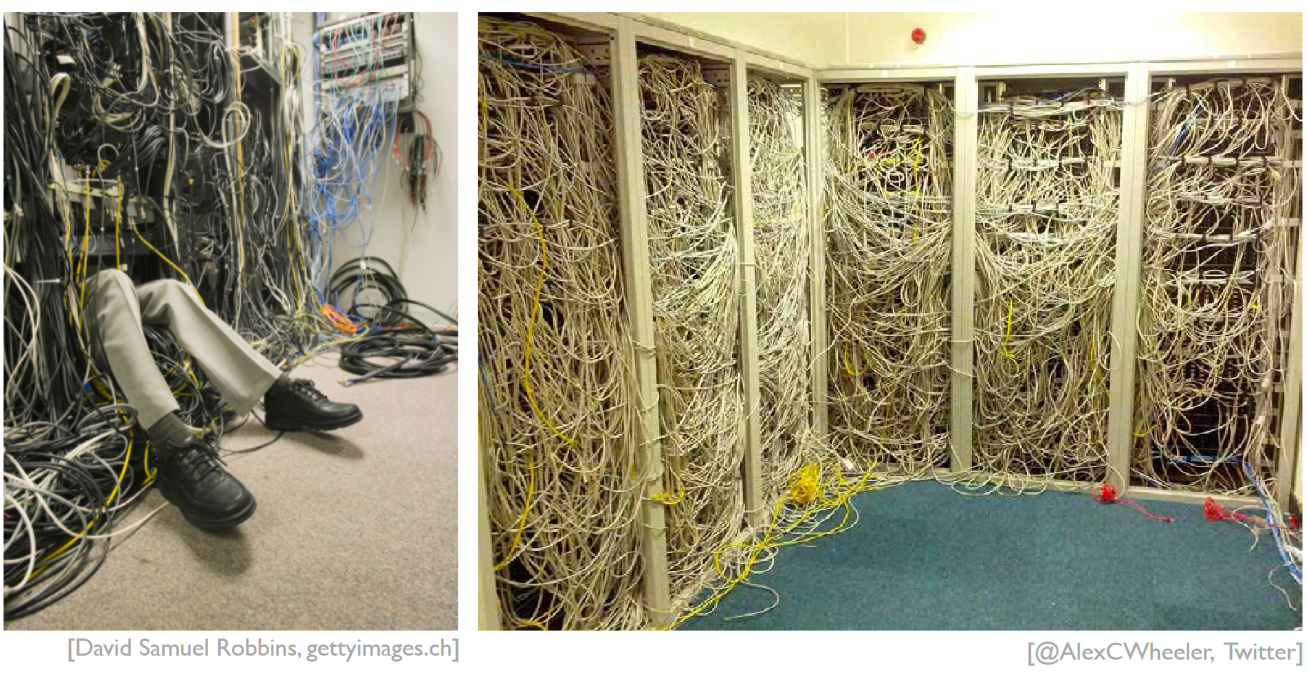 [David Samuel Robbins, gettyimages.ch]
[@AlexCWheeler, Twitter]